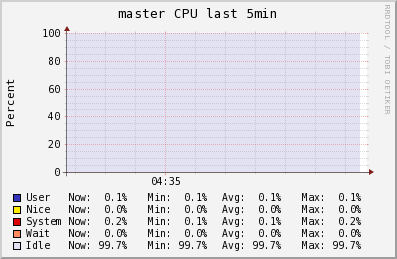 master CPU last 5min
RRDTOOL / TOBI OETIKER
Percent
100
80
60
40
20
0
04:35
User Now: 0.1% Min: 0.1% Avg: 0.1% Max: 0.1%
Nice Now: 0.0% Min: 0.0% Avg: 0.0% Max: 0.0%
System Now: 0.2% Min: 0.1% Avg: 0.1% Max: 0.2%
Wait Now: 0.0% Min: 0.0% Avg: 0.0% Max: 0.0%
Idle Now: 99.7% Min: 99.7% Avg: 99.7% Max: 99.7%